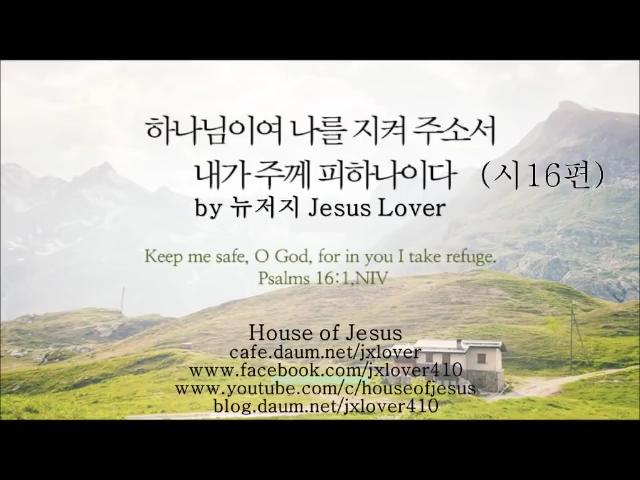 하나님이여 나를 지켜 주소서
내가 주께 피하나이다 (시16편)
by 뉴저지 Jesus Lover
Keep me safe, O God, for in you I take refuge.
Psalms 16:1,NIV
House of Jesus
cafe.daum.net/jxlover
www.facebook.com/jxlover410
www.youtube.com/c/houseofjesus
blog.daum.net/jxlover410